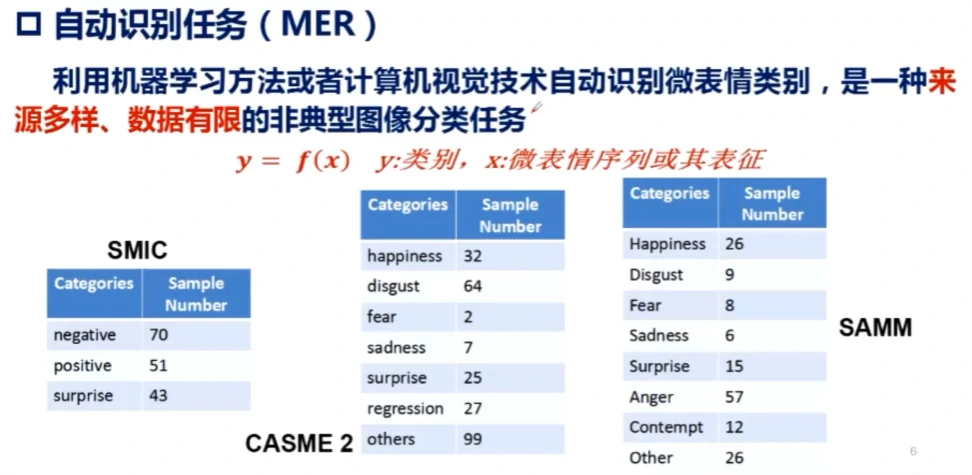 自动识别任务（MER）
利用机器学习方法或者计算机视觉技术自动识别微表情类别，是一种来
源多样、数据有限的非典型图像分类任务
y = f(x) y:类别，x:微表情序列或其表征
SMIC
Categories Sample Number
negative 70
positive 51
surprise 43
CASME 2
Categories Sample Number
happiness 32
disgust 64
fear 2
sadness 7
surprise 25
regression 27
others 99
SAMM
Categories Sample Number
Happiness 26
Disgust 9
Fear 8
Sadness 6
Surprise 15
Anger 57
Contempt 12
Other 26
6